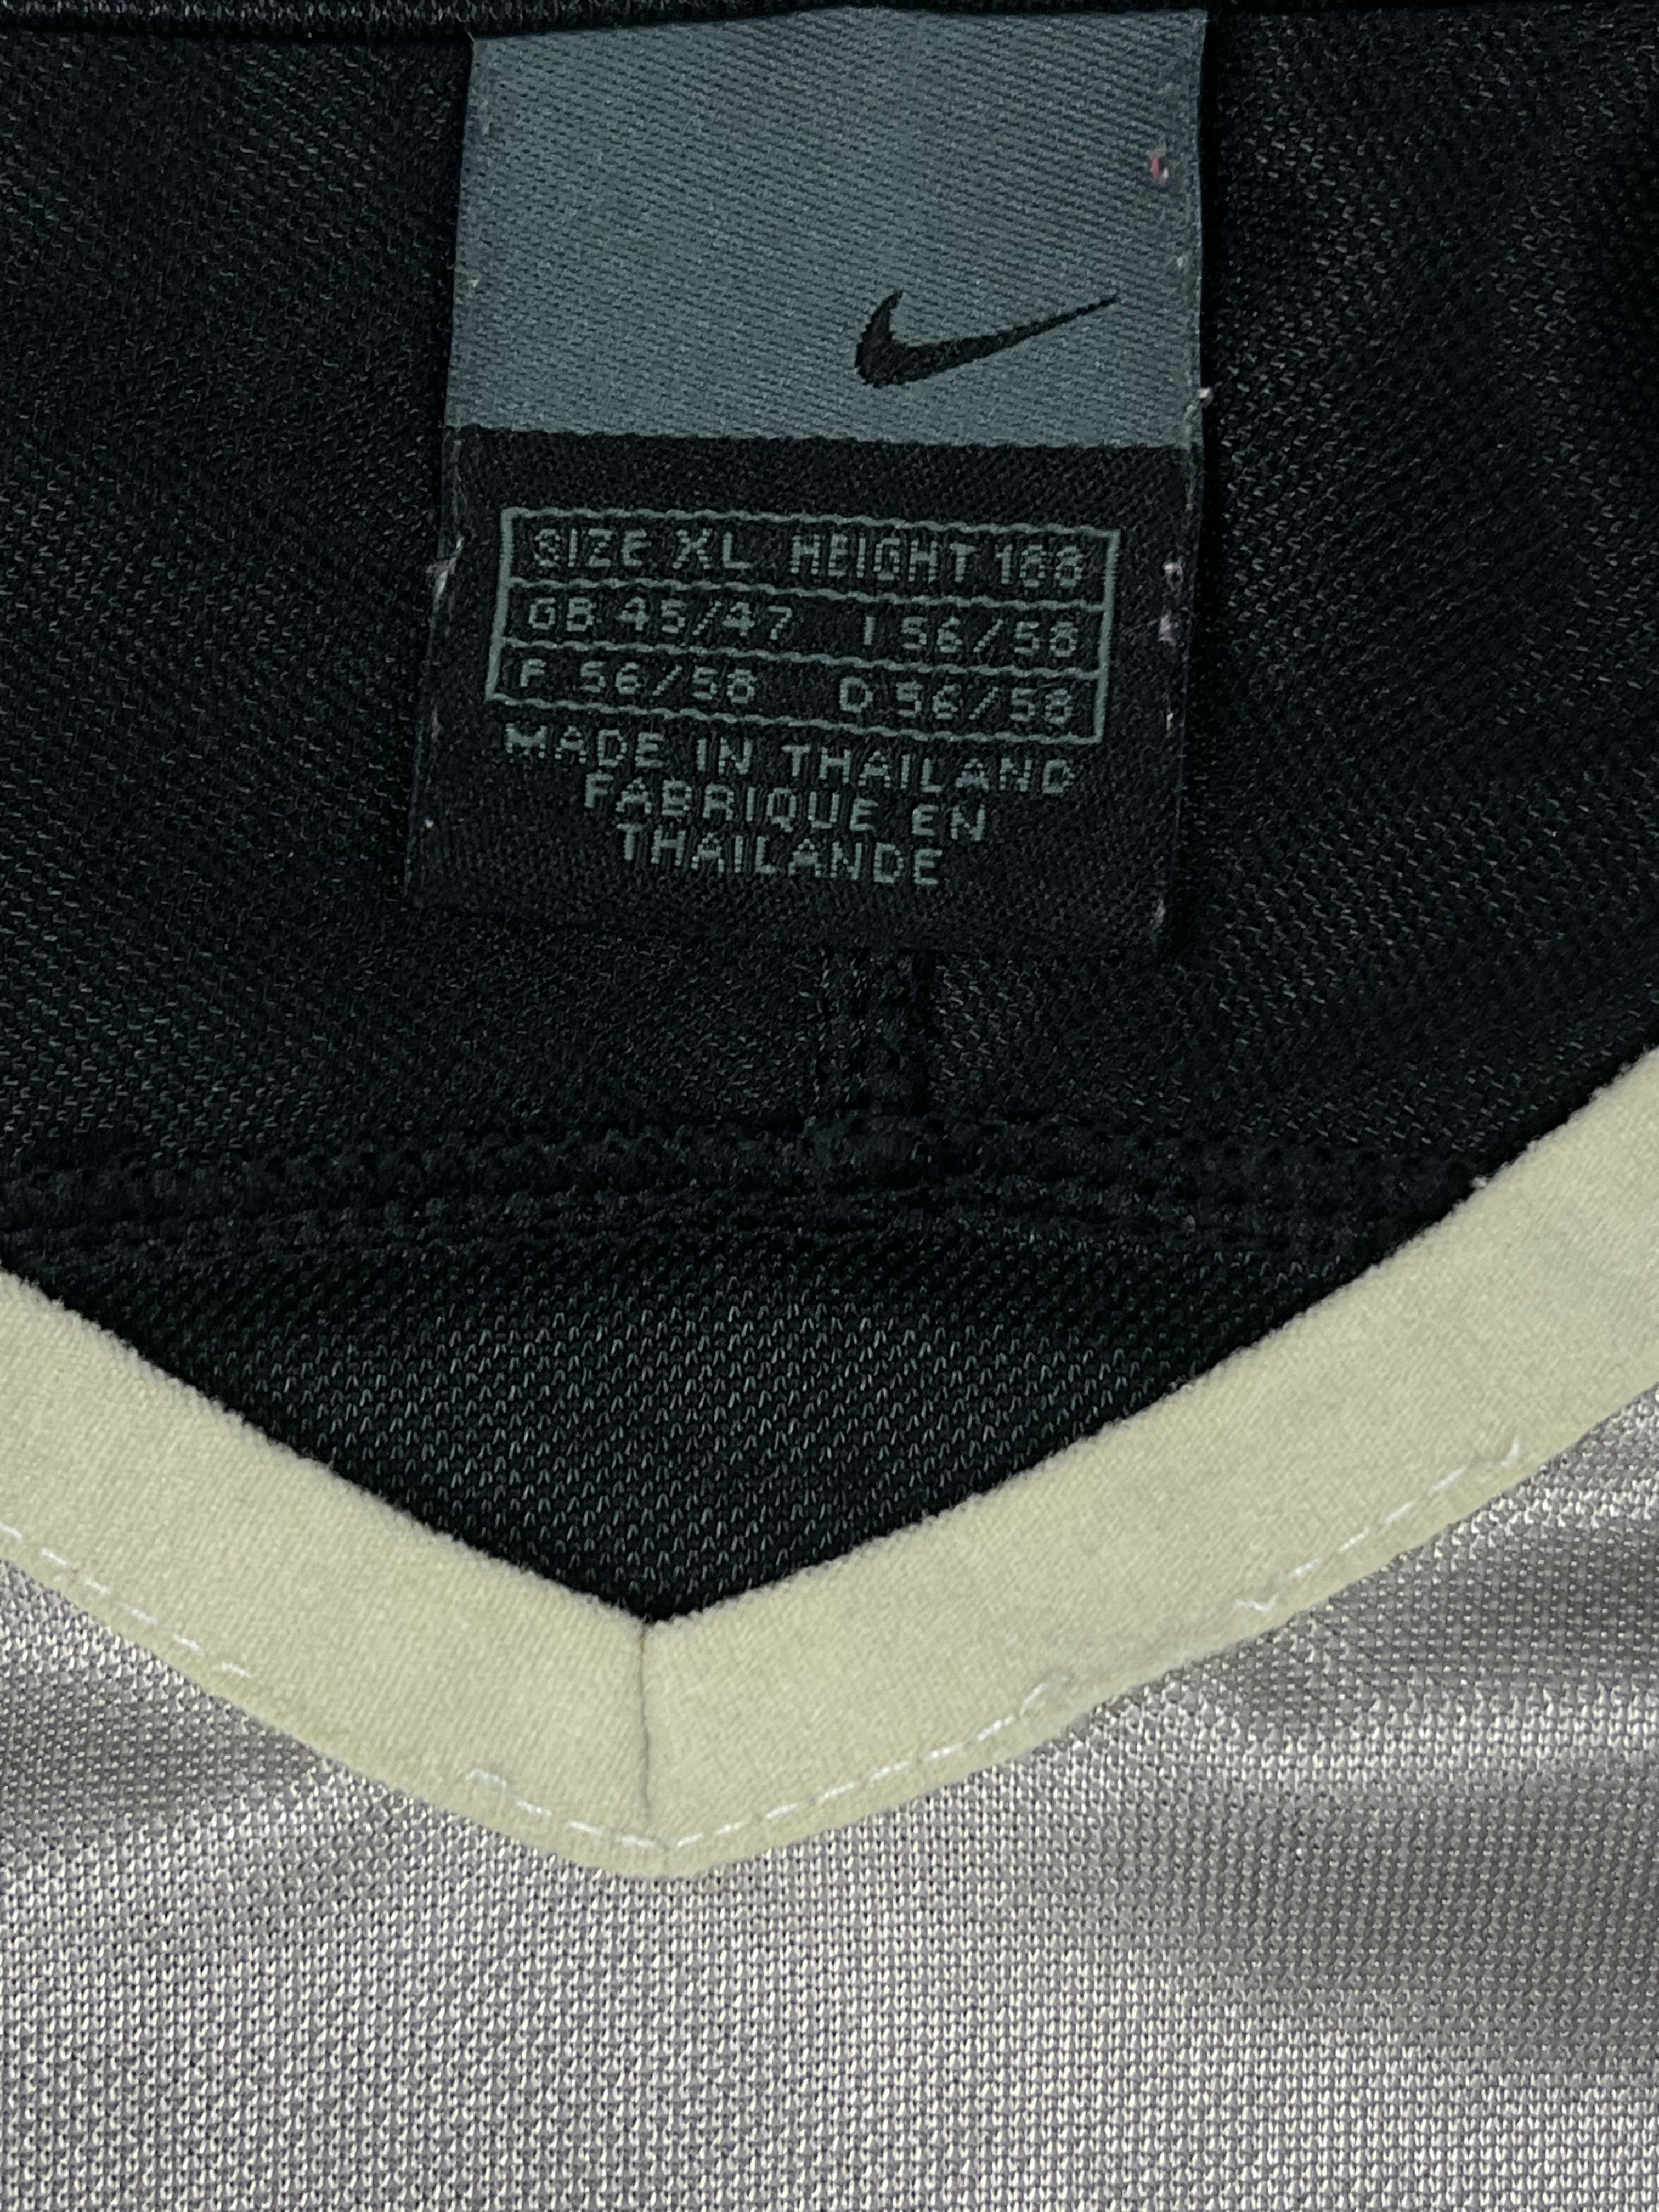 SIZE XL HEIGHT 188
GB 45/47 I 56/58
F 56/58 D 56/58
MADE IN THAILAND
FABRIQUE EN
THAILANDE